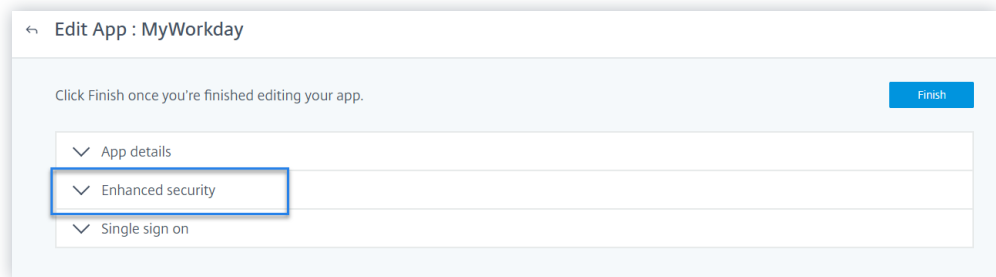 Edit App : MyWorkday
Click Finish once you're finished editing your app.
Finish
App details
Enhanced security
Single sign on